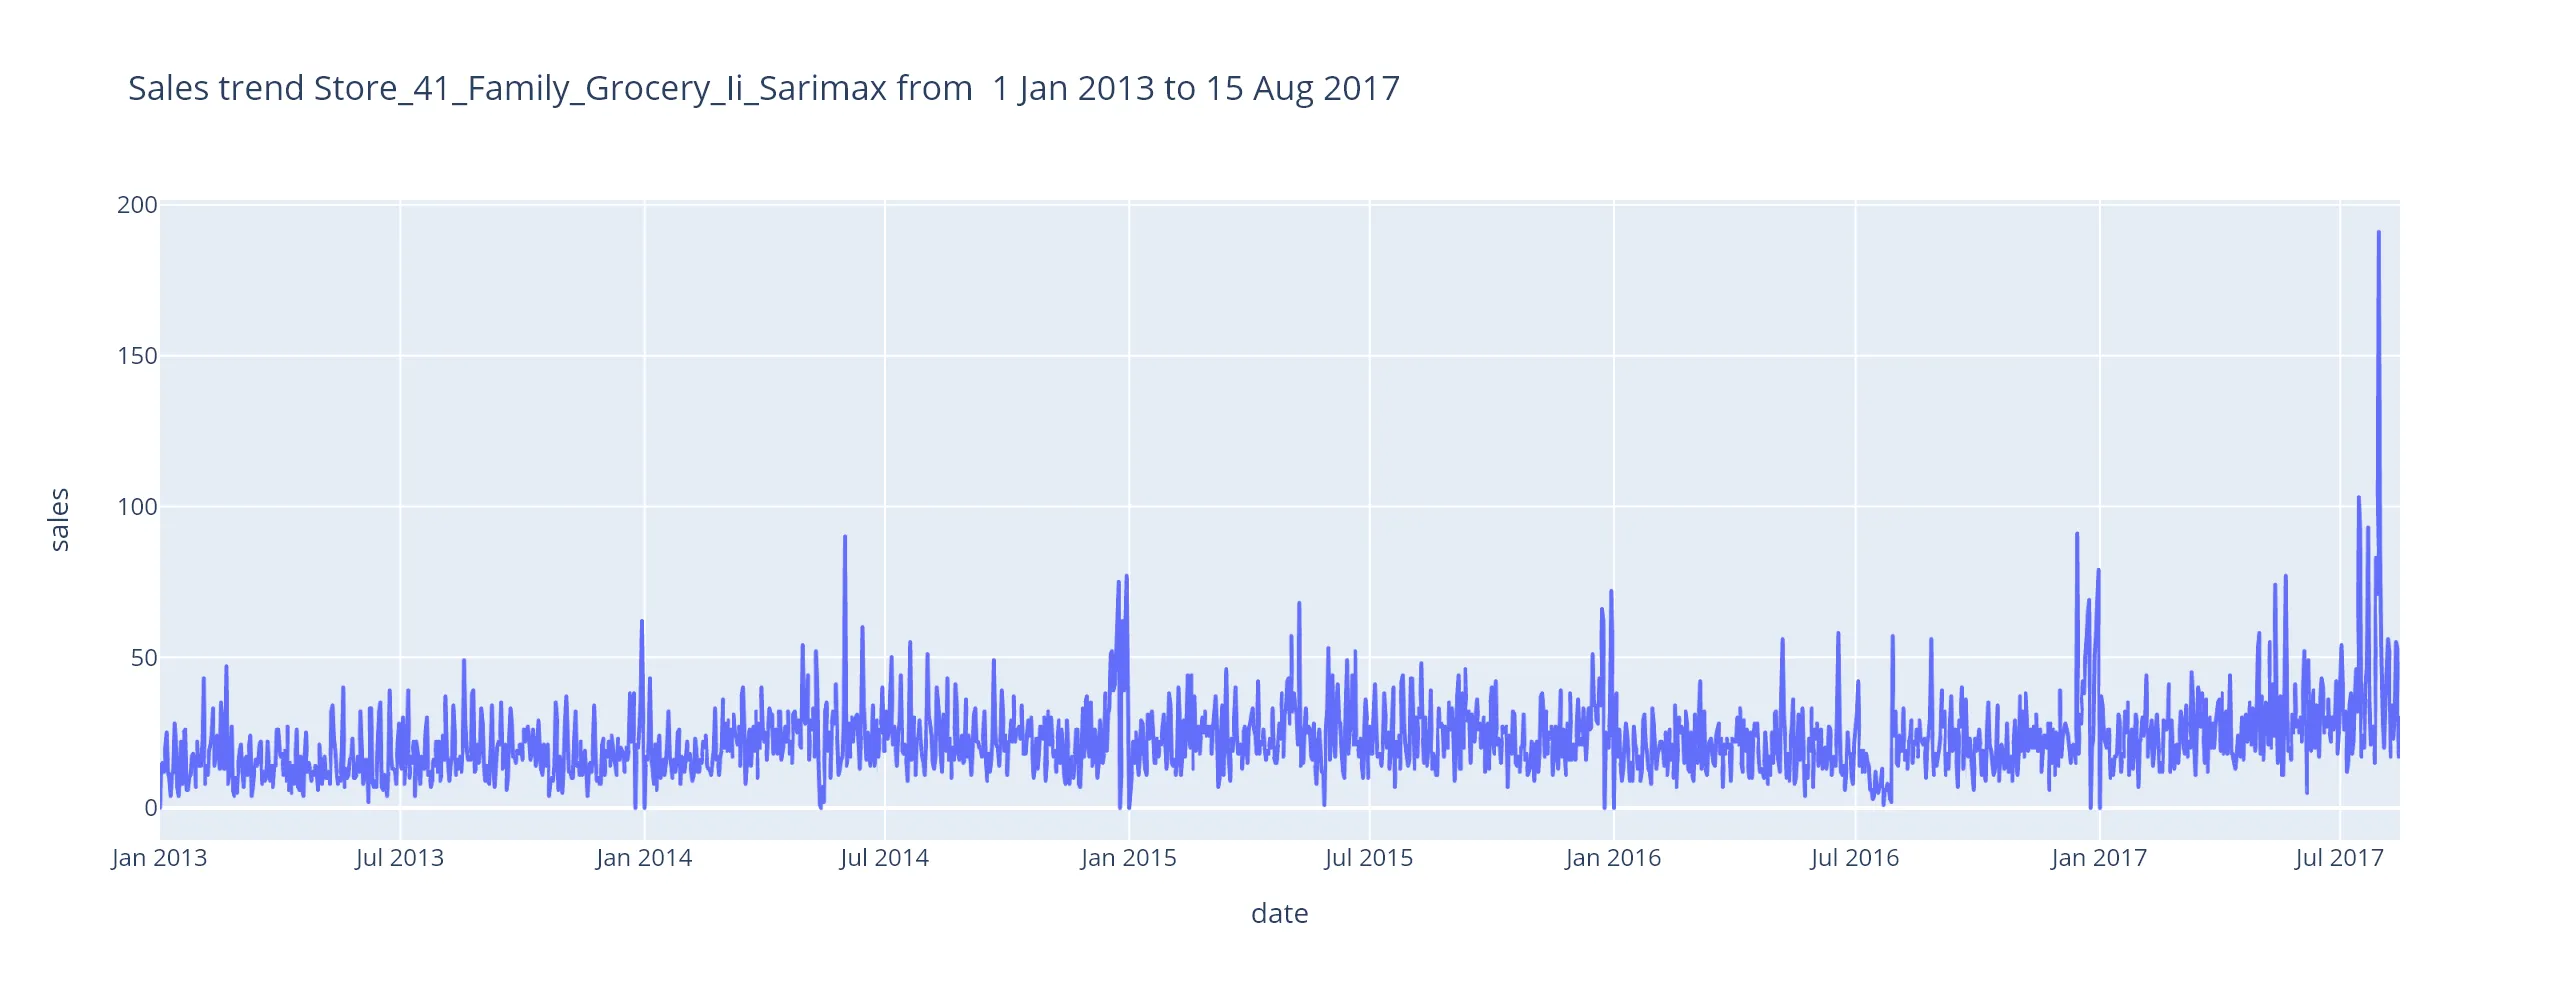 Sales trend Store_41_Family_Grocery_Ii_Sarimax from  1 Jan 2013 to 15 Aug 2017
200
150
100
50
0
sales
Jan 2013 Jul 2013 Jan 2014 Jul 2014 Jan 2015 Jul 2015 Jan 2016 Jul 2016 Jan 2017 Jul 2017
date